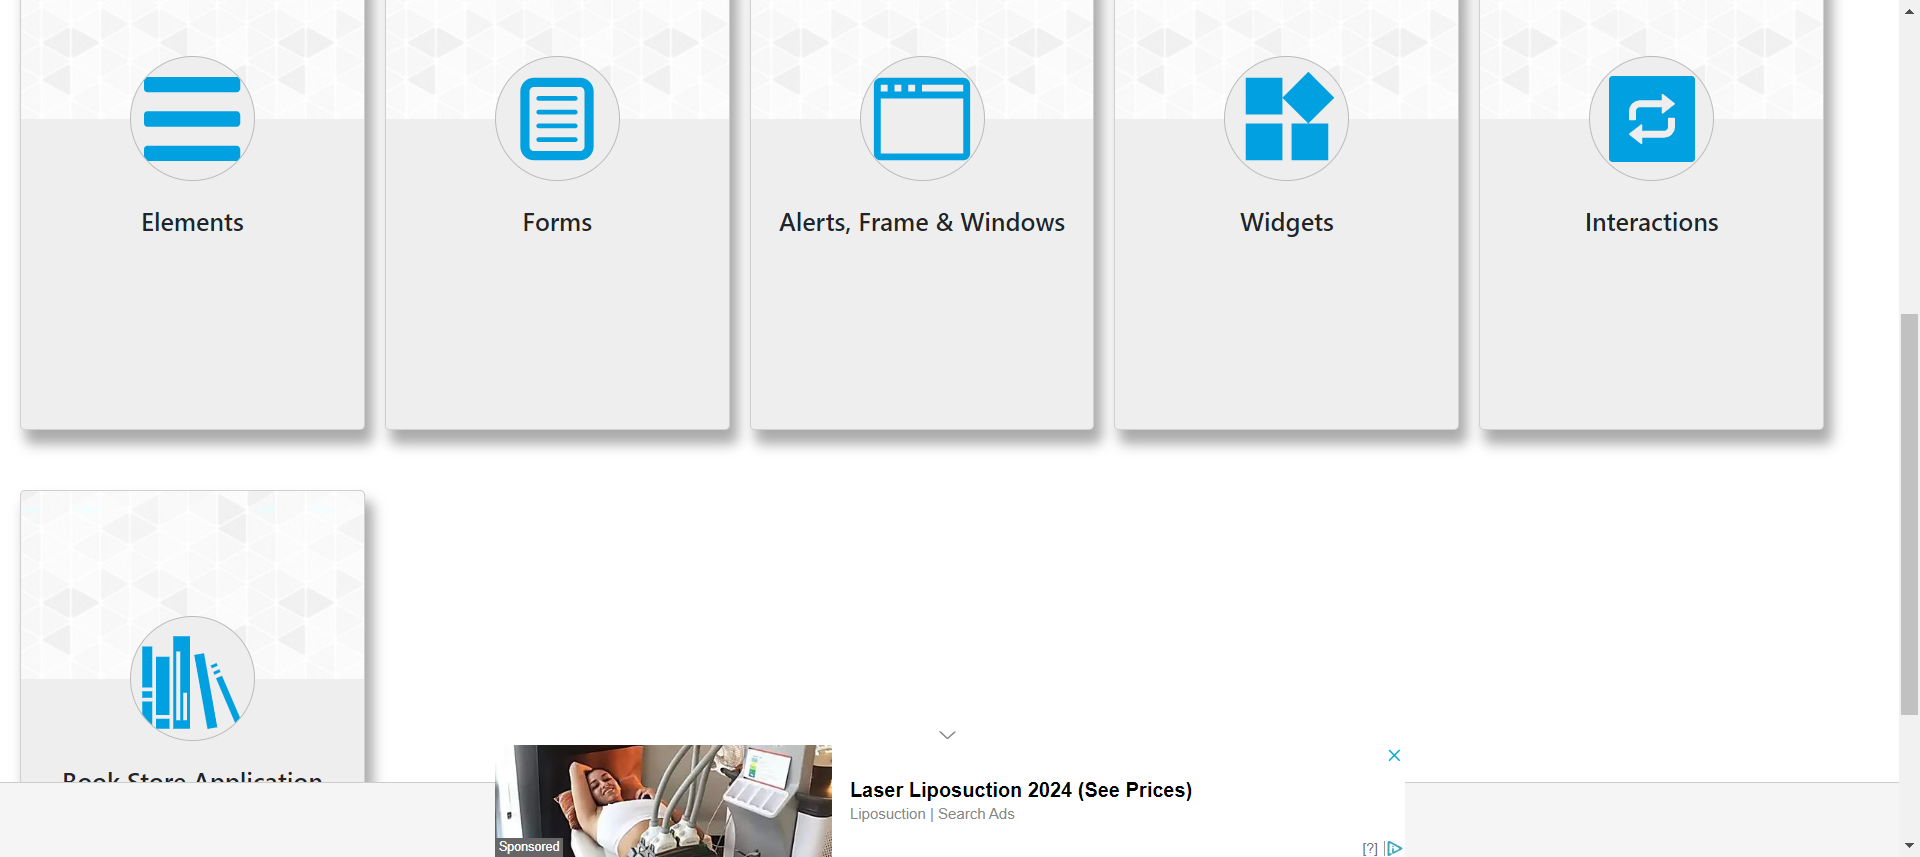 Elements
Forms
Alerts, Frame & Windows
Widgets
Interactions
Book Store Application
Laser Liposuction 2024 (See Prices)
Liposuction | Search Ads
Sponsored
[?]